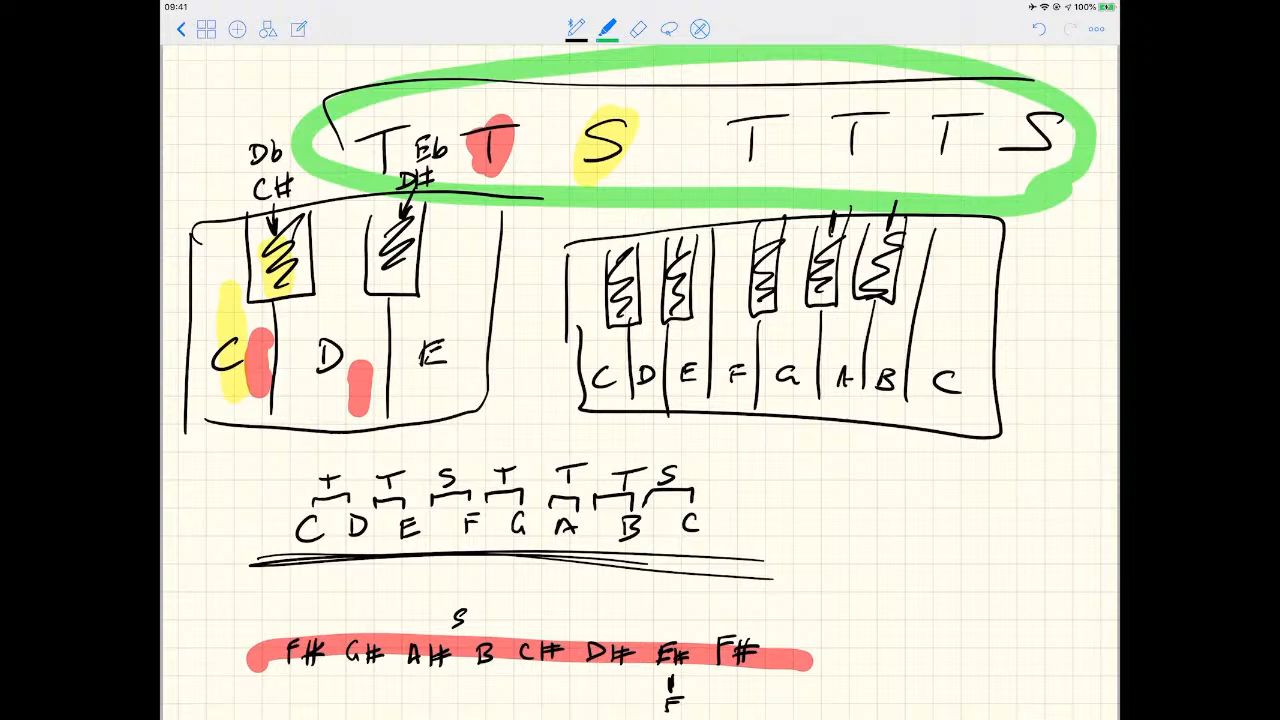 09:41 100%
T T S T T T S
Db Eb
C# D#
C D E
C D E F G A B C
T T S T T T S
C D E F G A B C
S
F# G# A# B C# D# E# F#
F